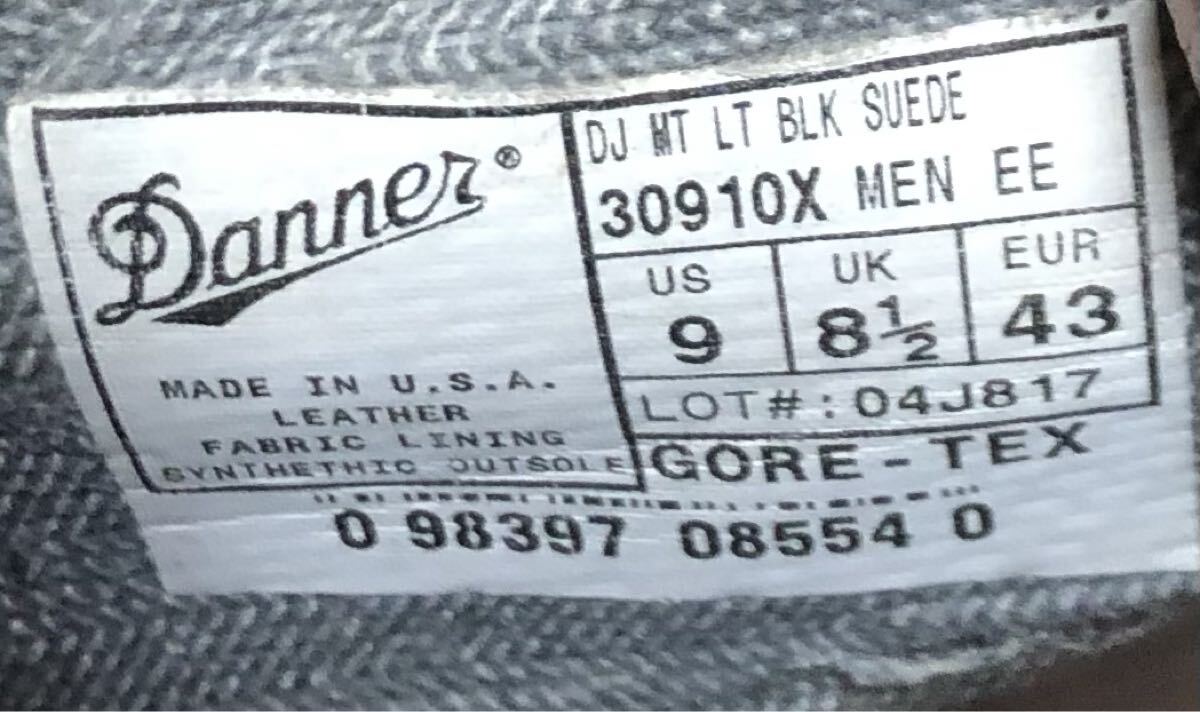 Danner®
MADE IN U.S.A.
LEATHER
FABRIC LINING
SYNTHETHIC OUTSOLE
DJ MT LT BLK SUEDE
30910X MEN EE
US UK EUR
9 8½ 43
LOT#:04J817
GORE-TEX
0 98397 08554 0